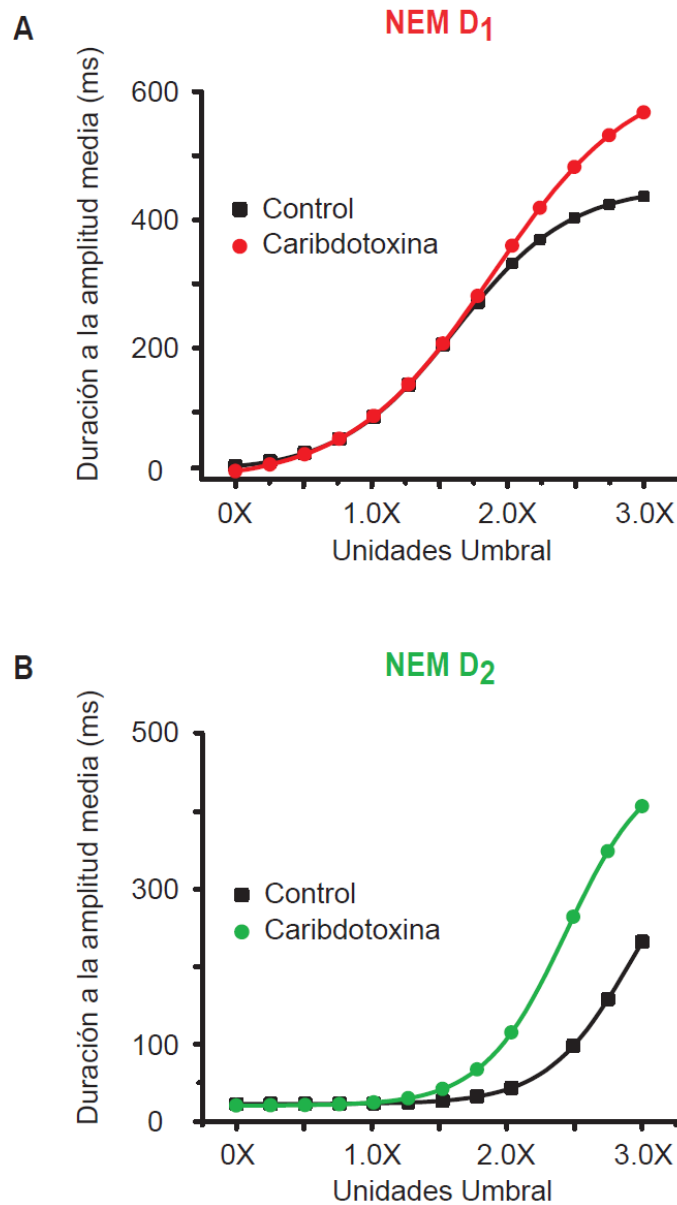 A
NEM D1
Duración a la amplitud media (ms)
600
400
200
0
Control
Caribdotoxina
0X 1.0X 2.0X 3.0X
Unidades Umbral
B
NEM D2
Duración a la amplitud media (ms)
500
300
100
0
Control
Caribdotoxina
0X 1.0X 2.0X 3.0X
Unidades Umbral